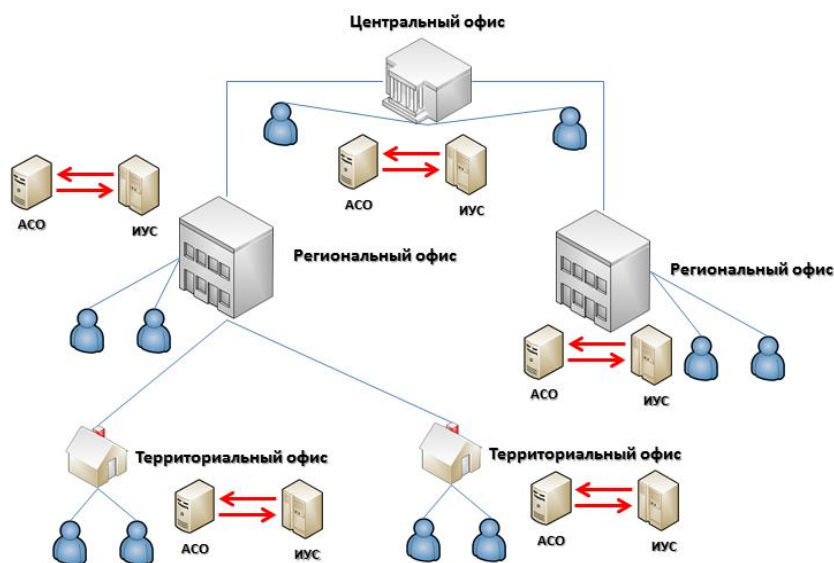 Центральный офис
АСО
ИУС
АСО
ИУС
Региональный офис
Региональный офис
АСО
ИУС
Территориальный офис
Территориальный офис
АСО
ИУС
АСО
ИУС